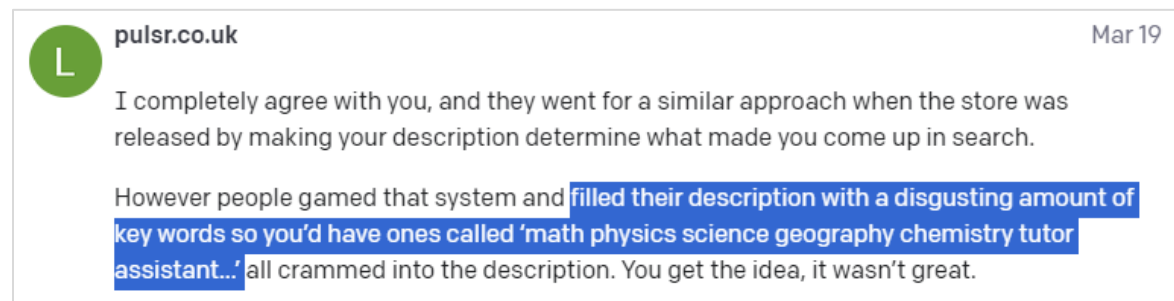 L
pulsr.co.uk
Mar 19
I completely agree with you, and they went for a similar approach when the store was
released by making your description determine what made you come up in search.
However people gamed that system and filled their description with a disgusting amount of
key words so you’d have ones called ‘math physics science geography chemistry tutor
assistant…’ all crammed into the description. You get the idea, it wasn’t great.